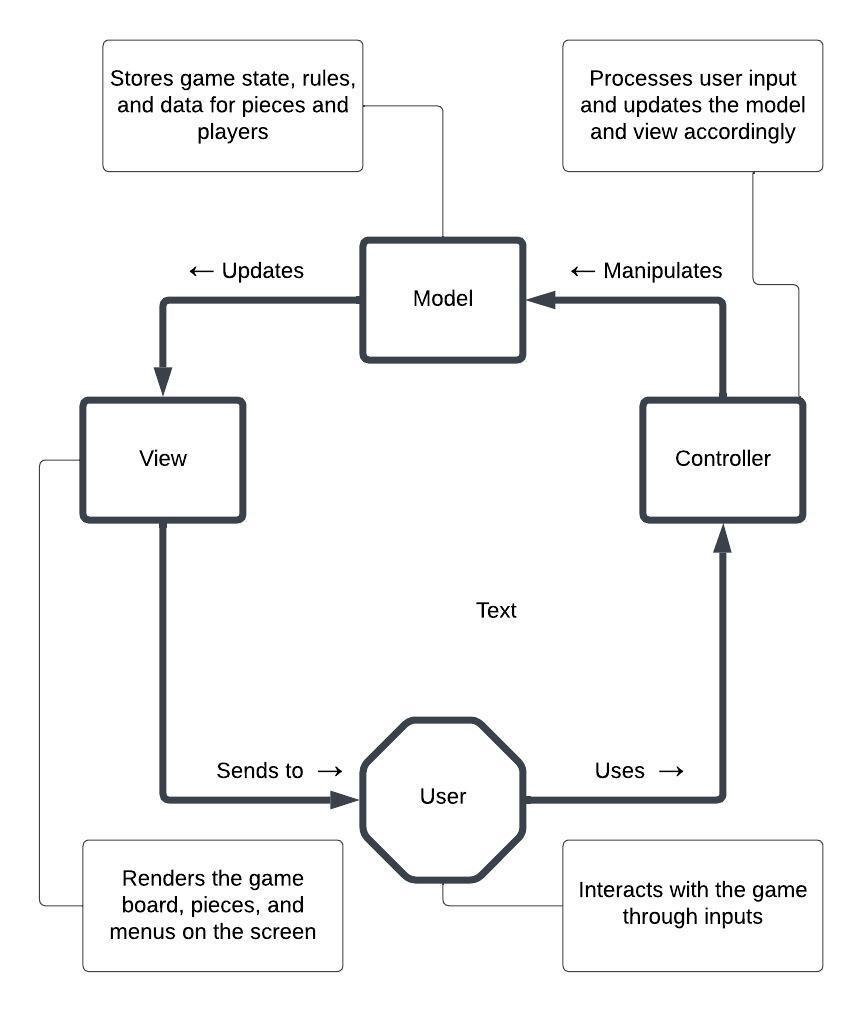 Stores game state, rules,
and data for pieces and
players
Processes user input
and updates the model
and view accordingly
← Updates
Model
← Manipulates
View
Controller
Text
Sends to →
User
Uses →
Renders the game
board, pieces, and
menus on the screen
Interacts with the game
through inputs